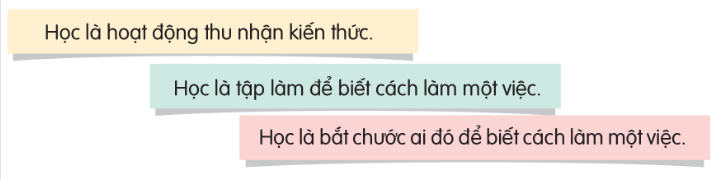 Học là hoạt động thu nhận kiến thức.
Học là tập làm để biết cách làm một việc.
Học là bắt chước ai đó để biết cách làm một việc.